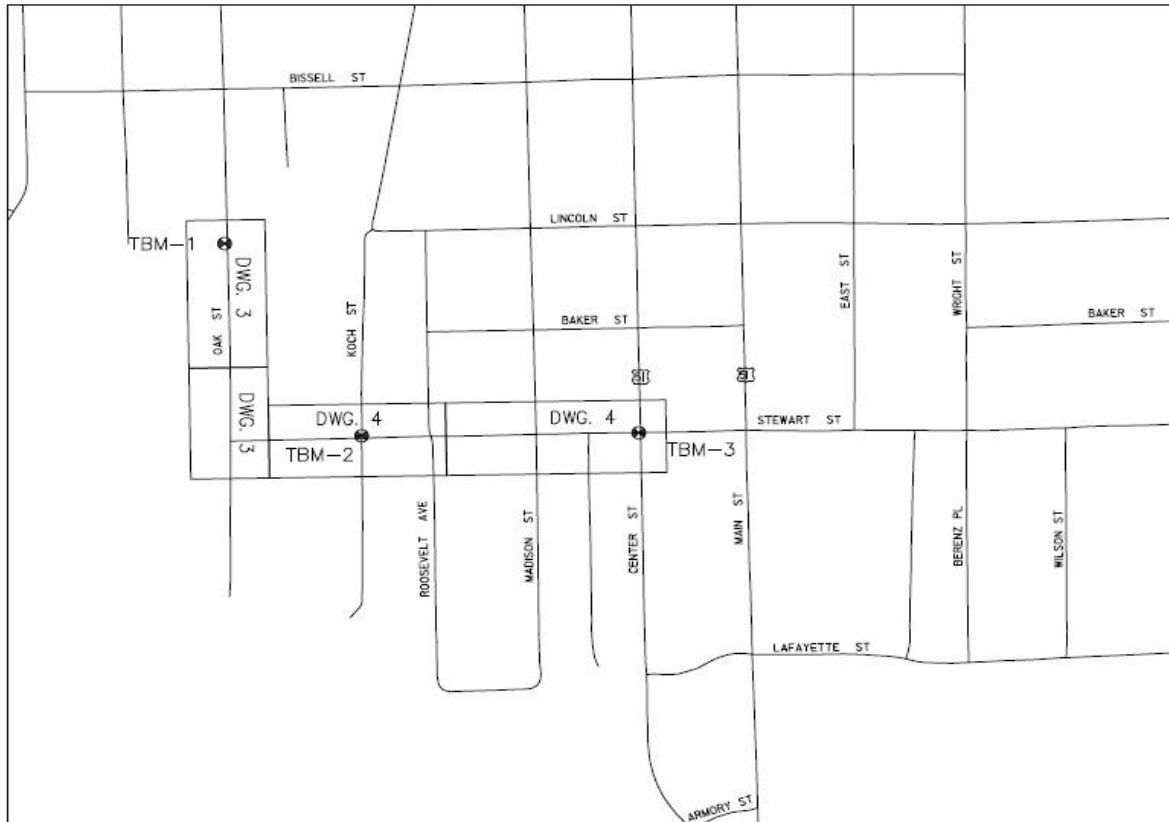 BISSELL ST
LINCOLN ST
TBM-1
DWG. 3
OAK ST
KOCH ST
EAST ST
WRIGHT ST
BAKER ST
BAKER ST
51
51
DWG. 3
DWG. 4
DWG. 4
STEWART ST
TBM-2
TBM-3
ROOSEVELT AVE
MADISON ST
CENTER ST
MAIN ST
BERENZ PL
WILSON ST
LAFAYETTE ST
ARMORY ST